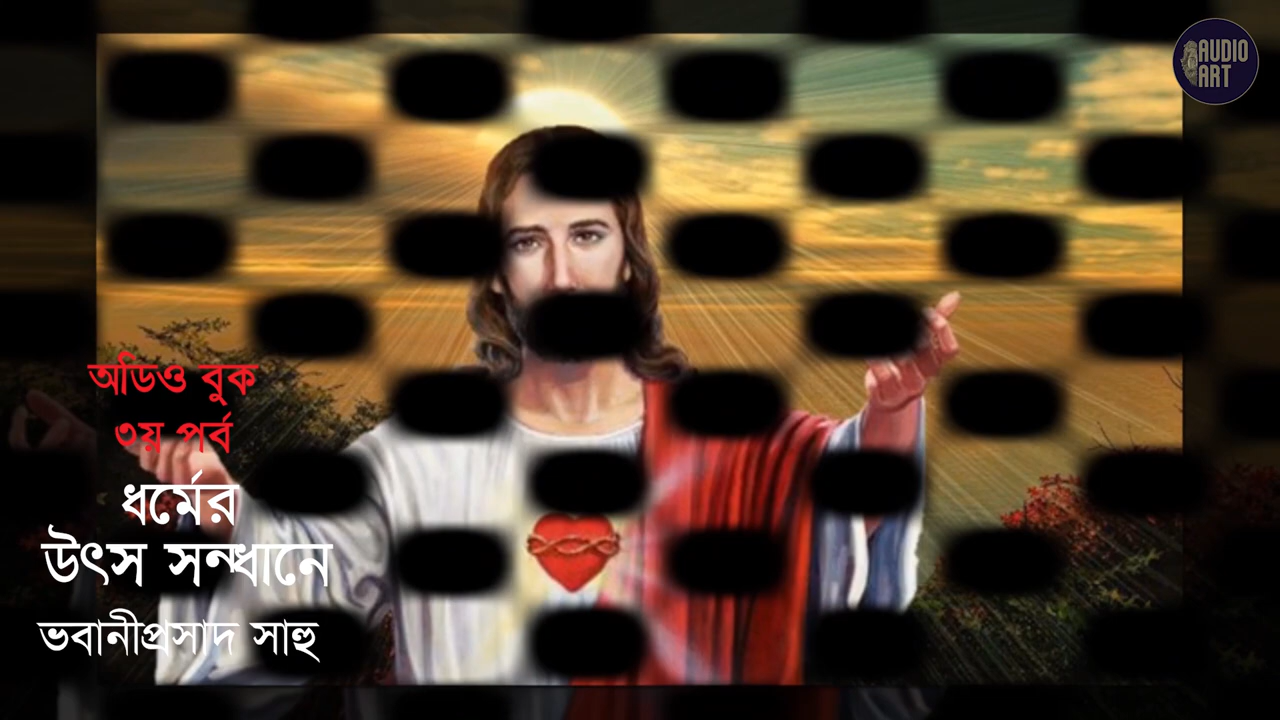 AUDIO
ART
অডিও বুক
৩য় পর্ব
ধর্মের
উৎস সন্ধানে
ভবানীপ্রসাদ সাহু